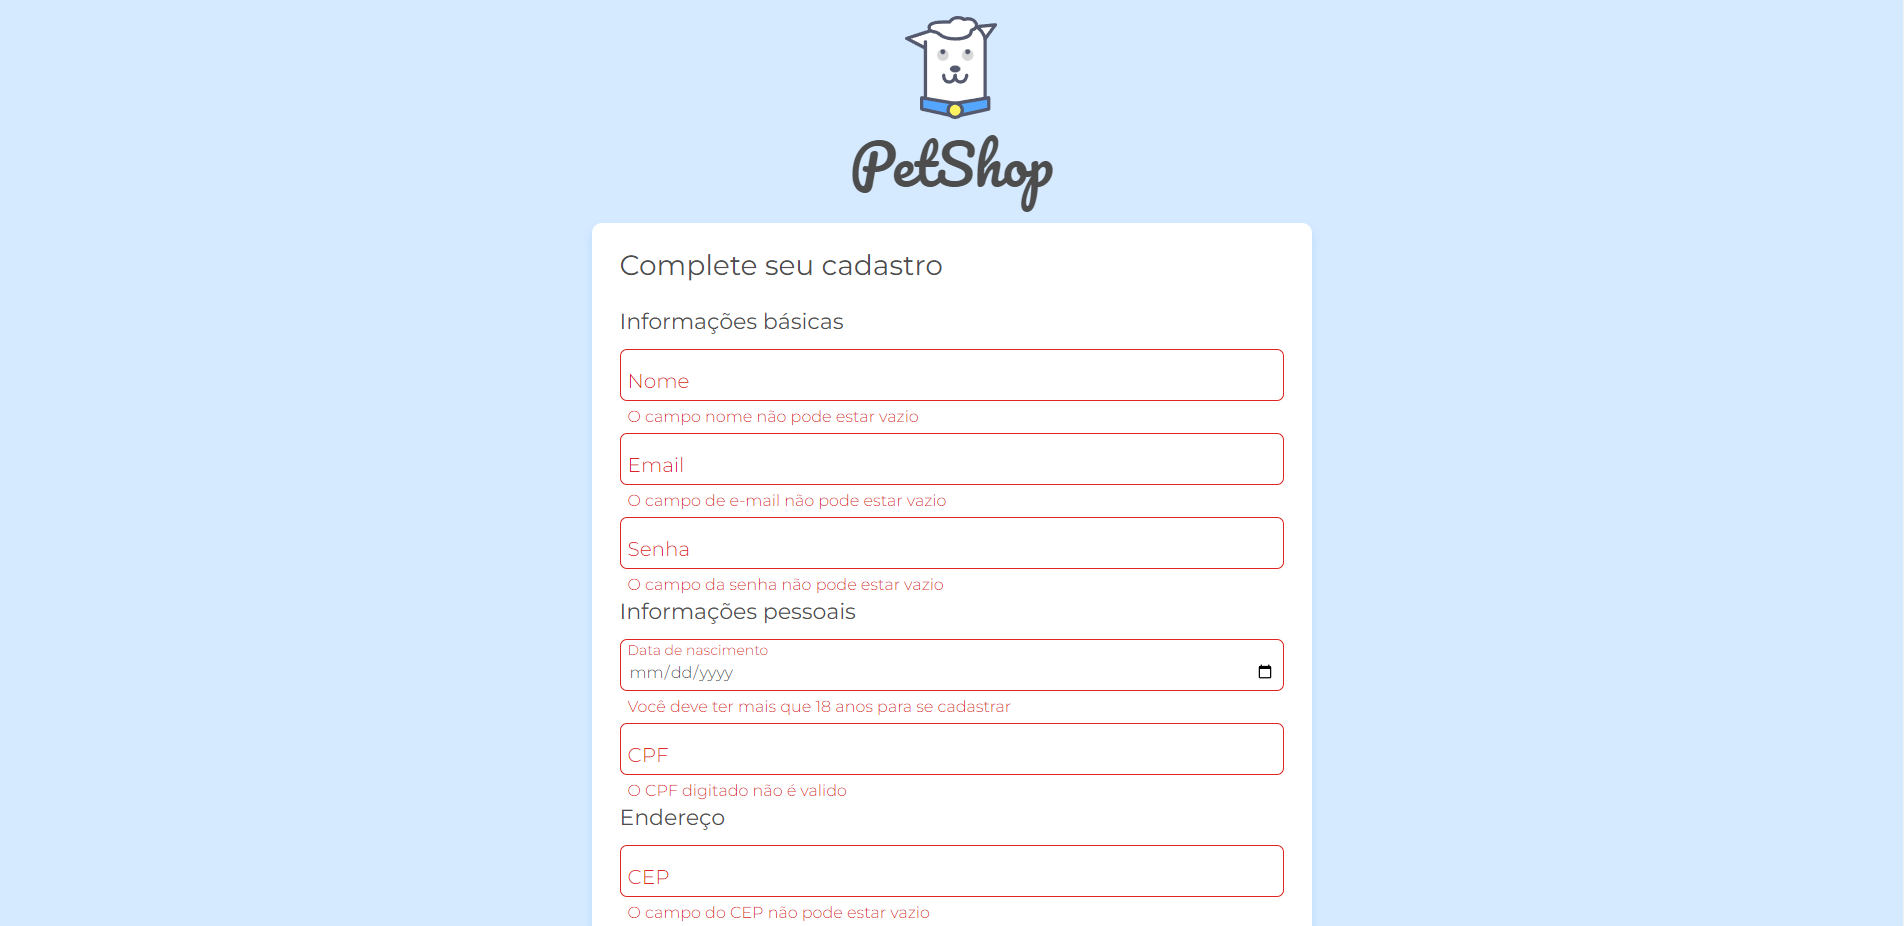 PetShop
Complete seu cadastro
Informações básicas
Nome
O campo nome não pode estar vazio
Email
O campo de e-mail não pode estar vazio
Senha
O campo da senha não pode estar vazio
Informações pessoais
Data de nascimento
mm/dd/yyyy
Você deve ter mais que 18 anos para se cadastrar
CPF
O CPF digitado não é valido
Endereço
CEP
O campo do CEP não pode estar vazio